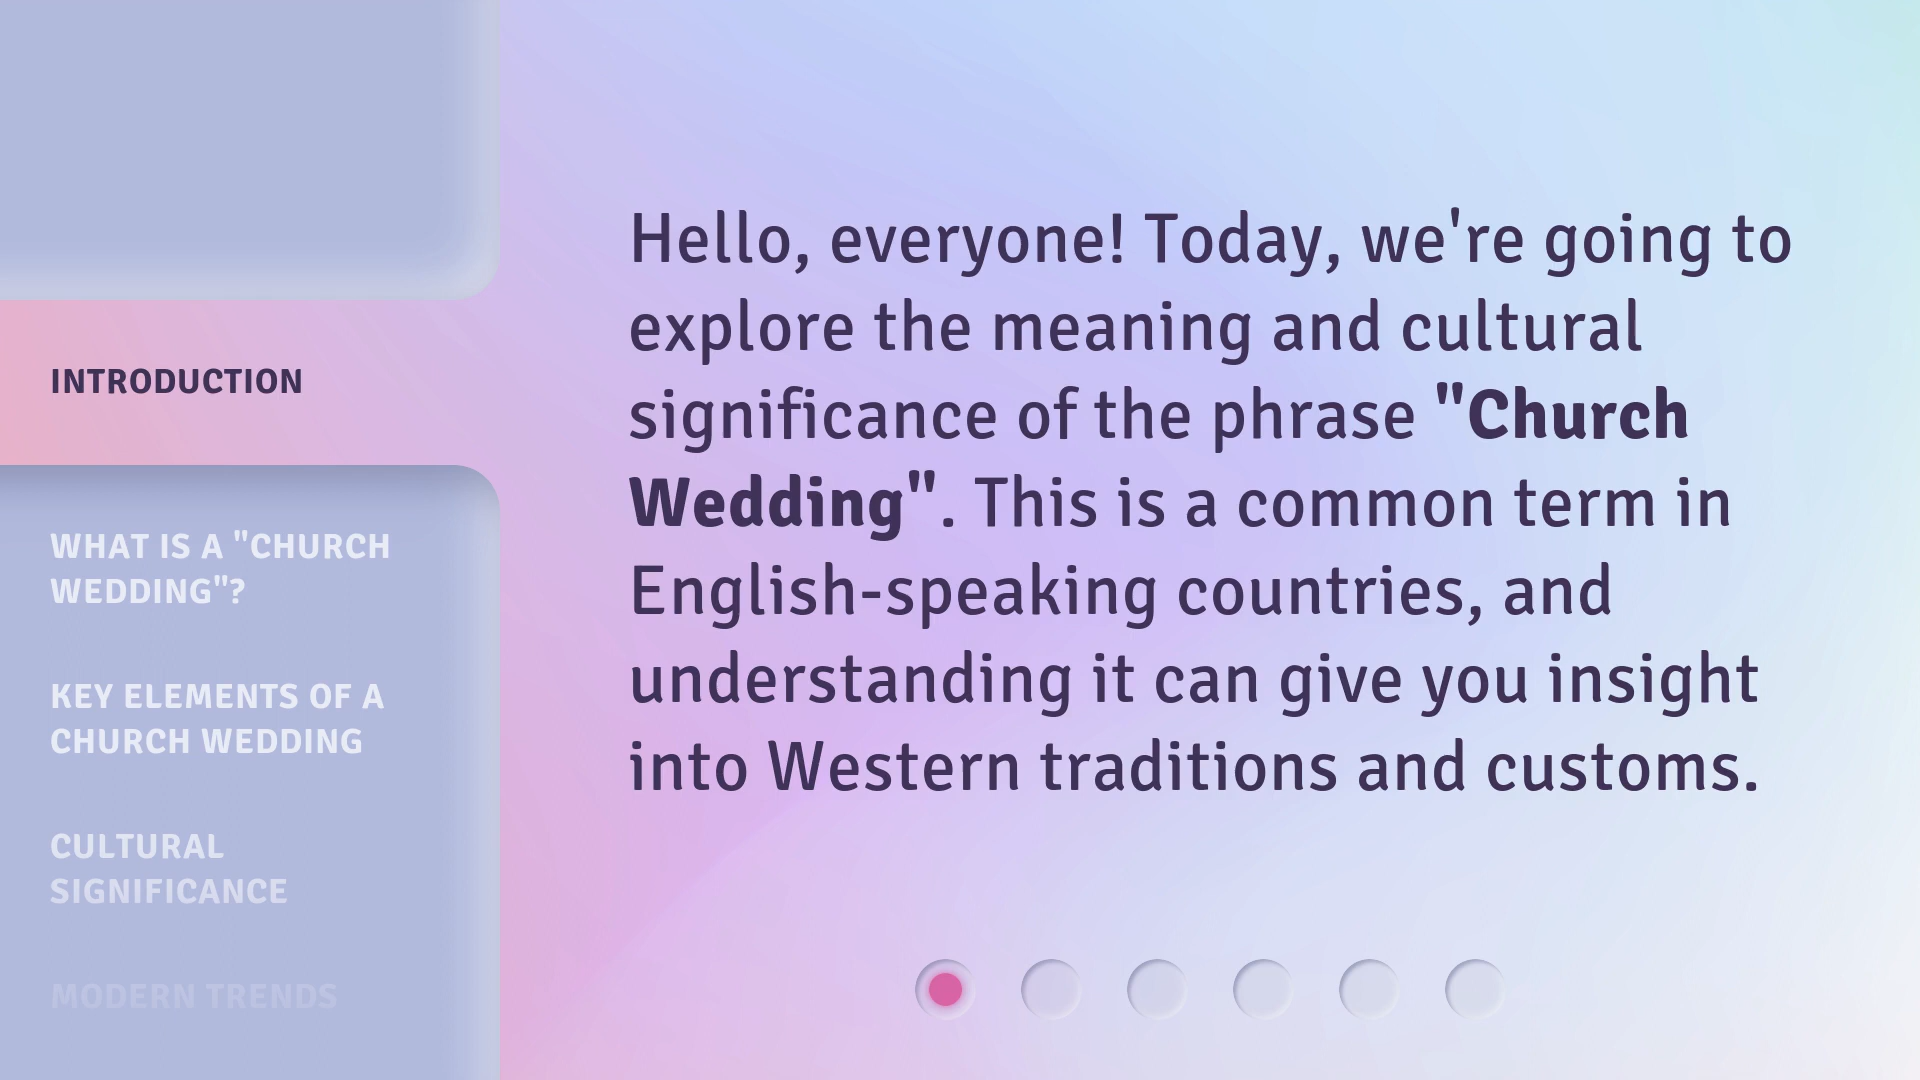 INTRODUCTION
WHAT IS A "CHURCH
WEDDING"?
KEY ELEMENTS OF A
CHURCH WEDDING
CULTURAL
SIGNIFICANCE
MODERN TRENDS
Hello, everyone! Today, we're going to
explore the meaning and cultural
significance of the phrase "Church
Wedding". This is a common term in
English-speaking countries, and
understanding it can give you insight
into Western traditions and customs.